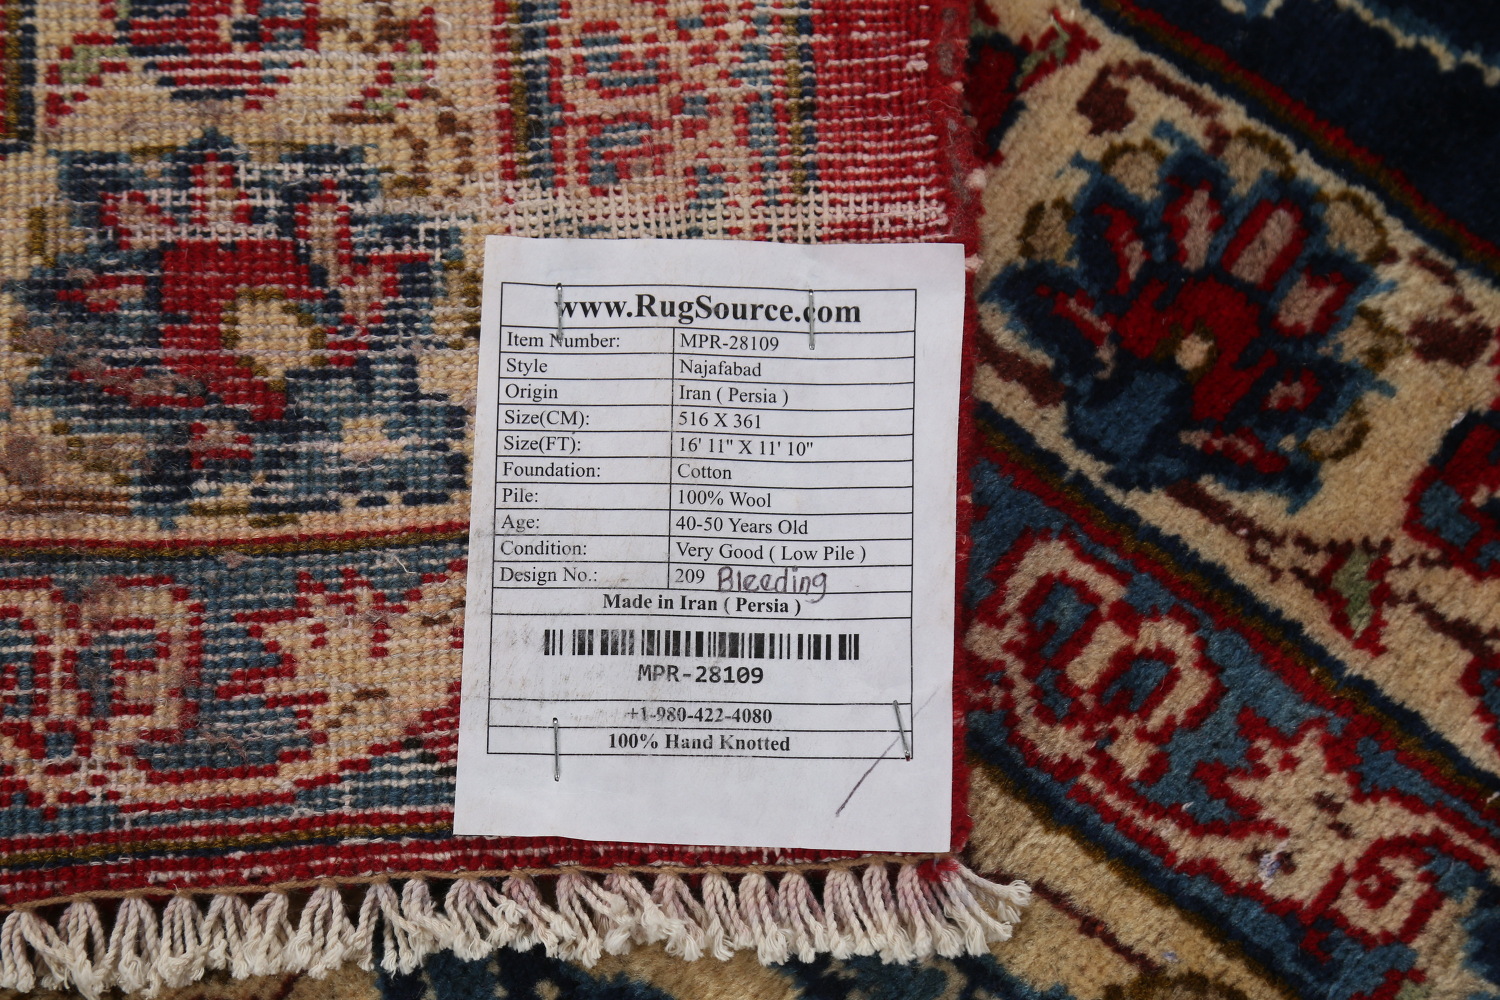 www.RugSource.com
Item Number: MPR-28109
Style Najafabad
Origin Iran ( Persia )
Size(CM): 516 X 361
Size(FT): 16' 11" X 11' 10"
Foundation: Cotton
Pile: 100% Wool
Age: 40-50 Years Old
Condition: Very Good ( Low Pile )
Design No.: 209 Bleeding
Made in Iran ( Persia )
MPR-28109
+1-980-422-4080
100% Hand Knotted